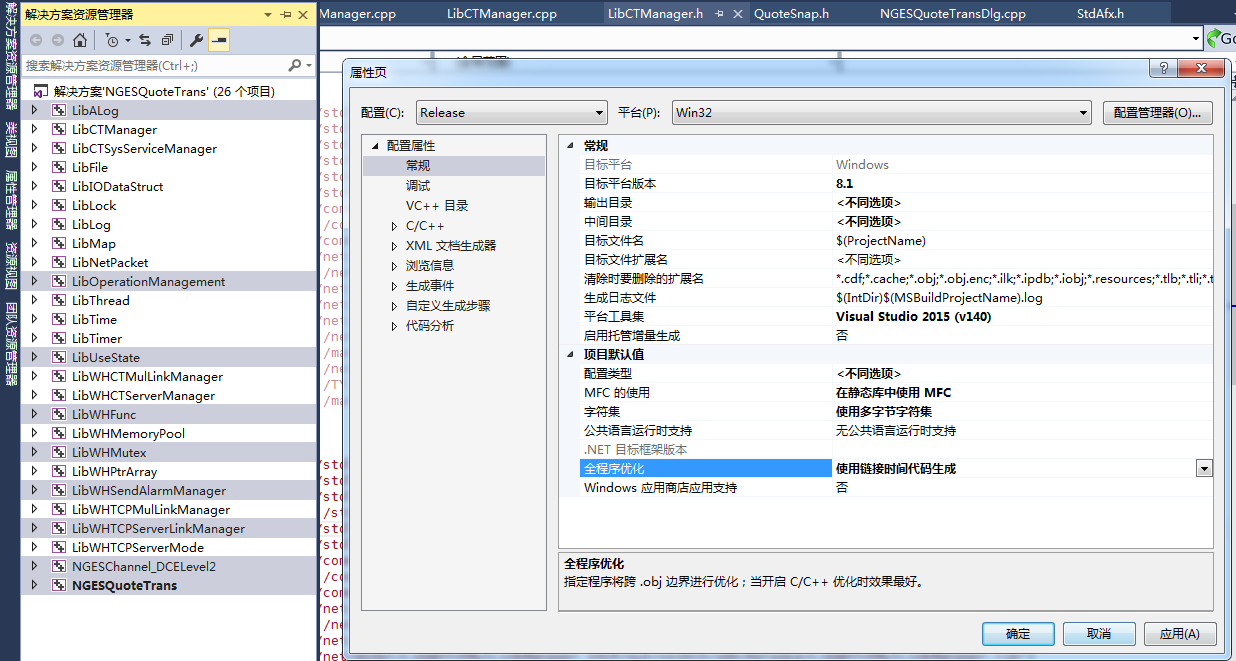 解决方案资源管理器
搜索解决方案资源管理器(Ctrl+;)
解决方案'NGESQuoteTrans' (26 个项目)
LibALog
LibCTManager
LibCTSysServiceManager
LibFile
LibIODataStruct
LibLock
LibLog
LibMap
LibNetPacket
LibOperationManagement
LibThread
LibTime
LibTimer
LibUseState
LibWHCTMulLinkManager
LibWHCTServerManager
LibWHFunc
LibWHMemoryPool
LibWHMutex
LibWHPtrArray
LibWHSendAlarmManager
LibWHTCPMulLinkManager
LibWHTCPServerLinkManager
LibWHTCPServerMode
NGESChannel_DCELevel2
NGESQuoteTrans
解决方案资源管理器
类视图
属性管理器
资源视图
团队资源管理器
Manager.cpp
LibCTManager.cpp
LibCTManager.h
QuoteSnap.h
NGESQuoteTransDlg.cpp
StdAfx.h
属性页
配置(C):
Release
平台(P):
Win32
配置管理器(O)...
配置属性
常规
调试
VC++ 目录
C/C++
XML 文档生成器
浏览信息
生成事件
自定义生成步骤
代码分析
常规
目标平台 Windows
目标平台版本 8.1
输出目录 <不同选项>
中间目录 <不同选项>
目标文件名 $(ProjectName)
目标文件扩展名 <不同选项>
清除时要删除的扩展名 *.cdf;*.cache;*.obj;*.obj.enc;*.ilk;*.ipdb;*.iobj;*.resources;*.tlb;*.tli;*.t
生成日志文件 $(IntDir)$(MSBuildProjectName).log
平台工具集 Visual Studio 2015 (v140)
启用托管增量生成 否
项目默认值
配置类型 <不同选项>
MFC 的使用 在静态库中使用 MFC
字符集 使用多字节字符集
公共语言运行时支持 无公共语言运行时支持
.NET 目标框架版本
全程序优化 使用链接时间代码生成
Windows 应用商店应用支持 否
全程序优化
指定程序将跨 .obj 边界进行优化；当开启 C/C++ 优化时效果最好。
确定
取消
应用(A)